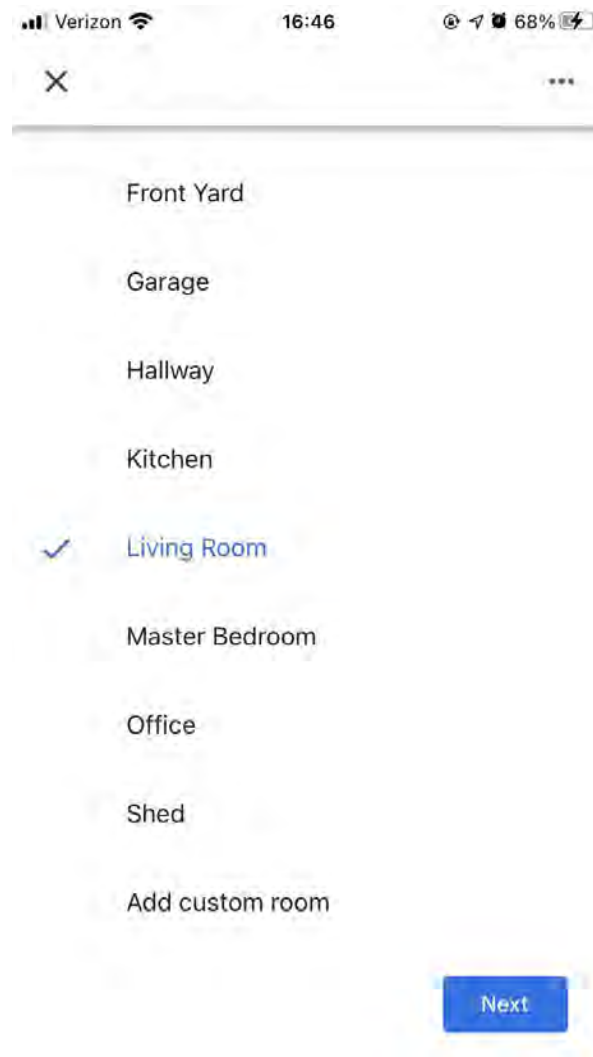 Verizon 16:46 68%
Front Yard
Garage
Hallway
Kitchen
Living Room
Master Bedroom
Office
Shed
Add custom room
Next